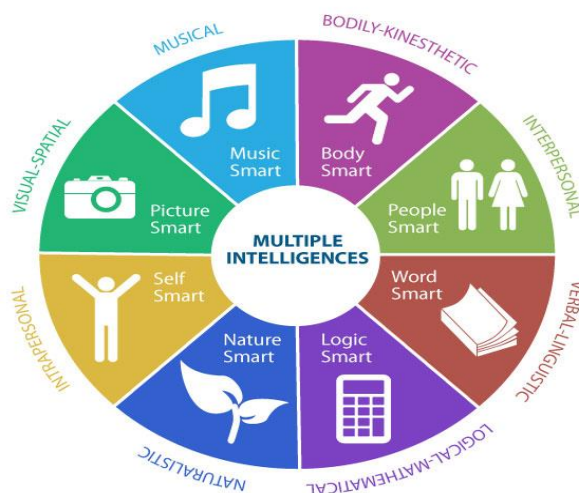 MUSICAL
BODILY-KINESTHETIC
VISUAL-SPATIAL
INTERPERSONAL
Music
Smart
Body
Smart
Picture
Smart
People
Smart
MULTIPLE
INTELLIGENCES
Self
Smart
Word
Smart
Nature
Smart
Logic
Smart
INTRAPERSONAL
VERBAL-LINGUISTIC
NATURALISTIC
LOGICAL-MATHEMATICAL